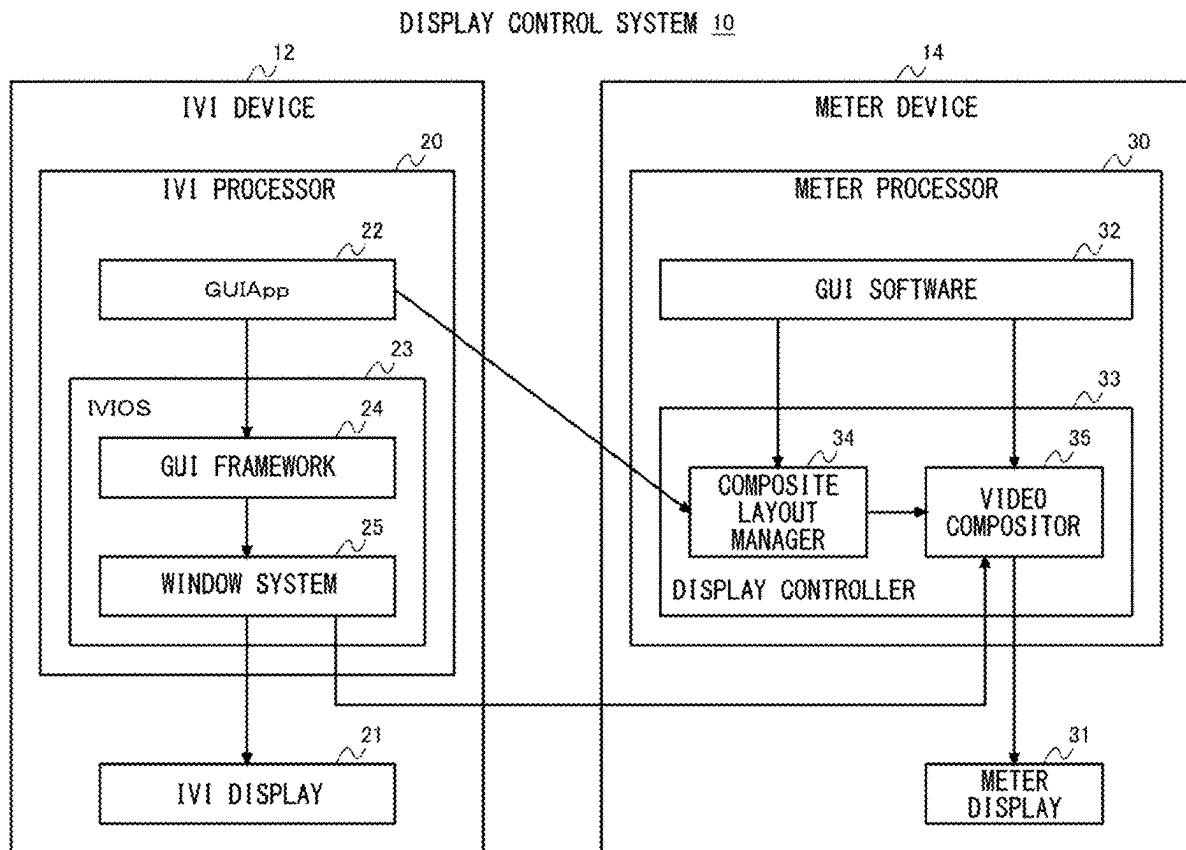 DISPLAY CONTROL SYSTEM 10
12
IVI DEVICE
20
IVI PROCESSOR
22
GUIApp
23
IVIOS
24
GUI FRAMEWORK
25
WINDOW SYSTEM
21
IVI DISPLAY
14
METER DEVICE
30
METER PROCESSOR
32
GUI SOFTWARE
33
34
COMPOSITE
LAYOUT
MANAGER
35
VIDEO
COMPOSITOR
DISPLAY CONTROLLER
31
METER
DISPLAY